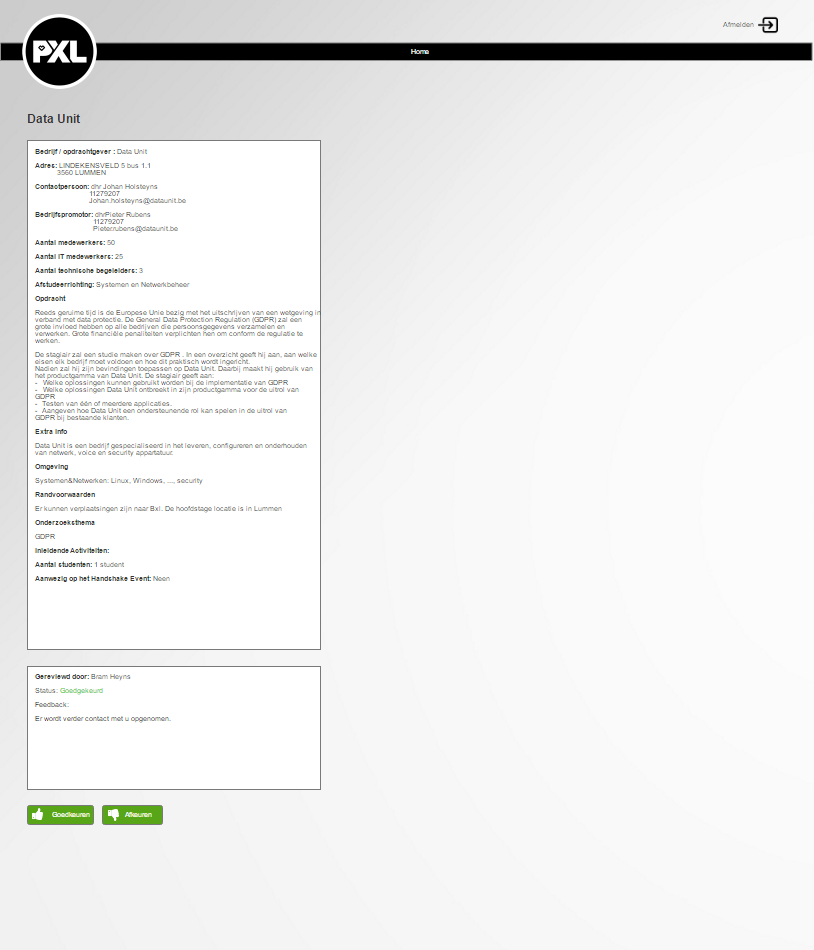 Afmelden
PXL
Home
Data Unit
Bedrijf / opdrachtgever : Data Unit
Adres: LINDEKENSVELD 5 bus 1.1
3560 LUMMEN
Contactpersoon: dhr Johan Holsteyns
11279207
Johan.holsteyns@dataunit.be
Bedrijfspromotor: dhrPieter Rubens
11279207
Pieter.rubens@dataunit.be
Aantal medewerkers: 50
Aantal IT medewerkers: 25
Aantal technische begeleiders: 3
Afstudeerrichting: Systemen en Netwerkbeheer
Opdracht
Reeds geruime tijd is de Europese Unie bezig met het uitschrijven van een wetgeving in
verband met data protectie. De General Data Protection Regulation (GDPR) zal een
grote invloed hebben op alle bedrijven die persoonsgegevens verzamelen en
verwerken. Grote financiële penaliteiten verplichten hen om conform de regulatie te
werken.
De stagiair zal een studie maken over GDPR . In een overzicht geeft hij aan, aan welke
eisen elk bedrijf moet voldoen en hoe dit praktisch wordt ingericht.
Nadien zal hij zijn bevindingen toepassen op Data Unit. Daarbij maakt hij gebruik van
het productgamma van Data Unit. De stagiair geeft aan:
- Welke oplossingen kunnen gebruikt worden bij de implementatie van GDPR
- Welke oplossingen Data Unit ontbreekt in zijn productgamma voor de uitrol van
GDPR
- Testen van één of meerdere applicaties.
- Aangeven hoe Data Unit een ondersteunende rol kan spelen in de uitrol van
GDPR bij bestaande klanten.
Extra info
Data Unit is een bedrijf gespecialiseerd in het leveren, configureren en onderhouden
van netwerk, voice en security appartatuur.
Omgeving
Systemen&Netwerken: Linux, Windows, ..., security
Randvoorwaarden
Er kunnen verplaatsingen zijn naar Bxl. De hoofdstage locatie is in Lummen
Onderzoeksthema
GDPR
Inleidende Activiteiten:
Aantal studenten: 1 student
Aanwezig op het Handshake Event: Neen
Gereviewd door: Bram Heyns
Status: Goedgekeurd
Feedback:
Er wordt verder contact met u opgenomen.
Goedkeuren
Afkeuren